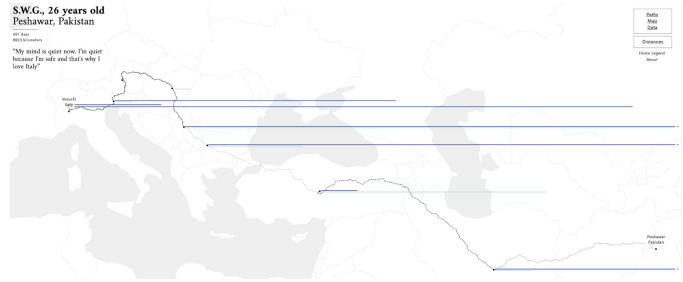 S.W.G., 26 years old
Peshawar, Pakistan
"My mind is quiet now. I'm quiet
because I'm safe and that's why I
love Italy"
Paths
Map
Data
Distances
Home Legend
About
Vercelli
Italy
Peshawar
Pakistan